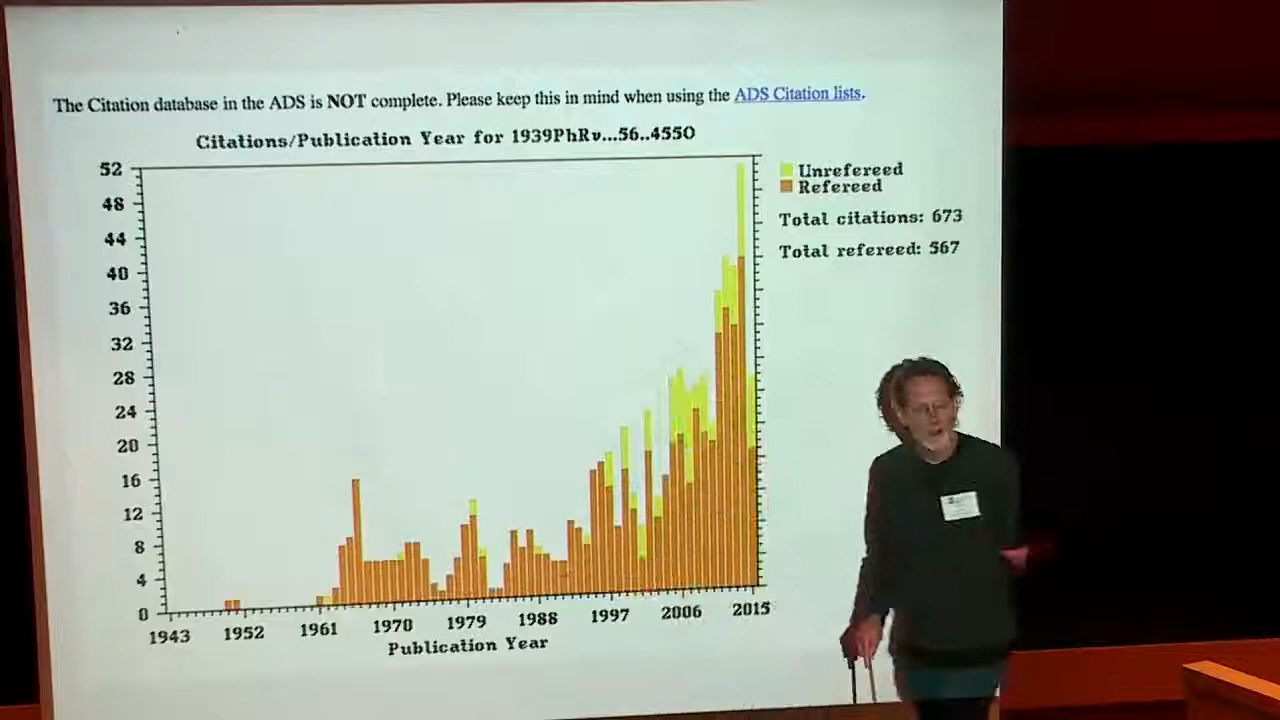 The Citation database in the ADS is NOT complete. Please keep this in mind when using the ADS Citation lists.
Citations/Publication Year for 1939PhRv...56..455O
52
48
44
40
36
32
28
24
20
16
12
8
4
0
1943 1952 1961 1970 1979 1988 1997 2006 2015
Publication Year
Unrefereed
Refereed
Total citations: 673
Total refereed: 567